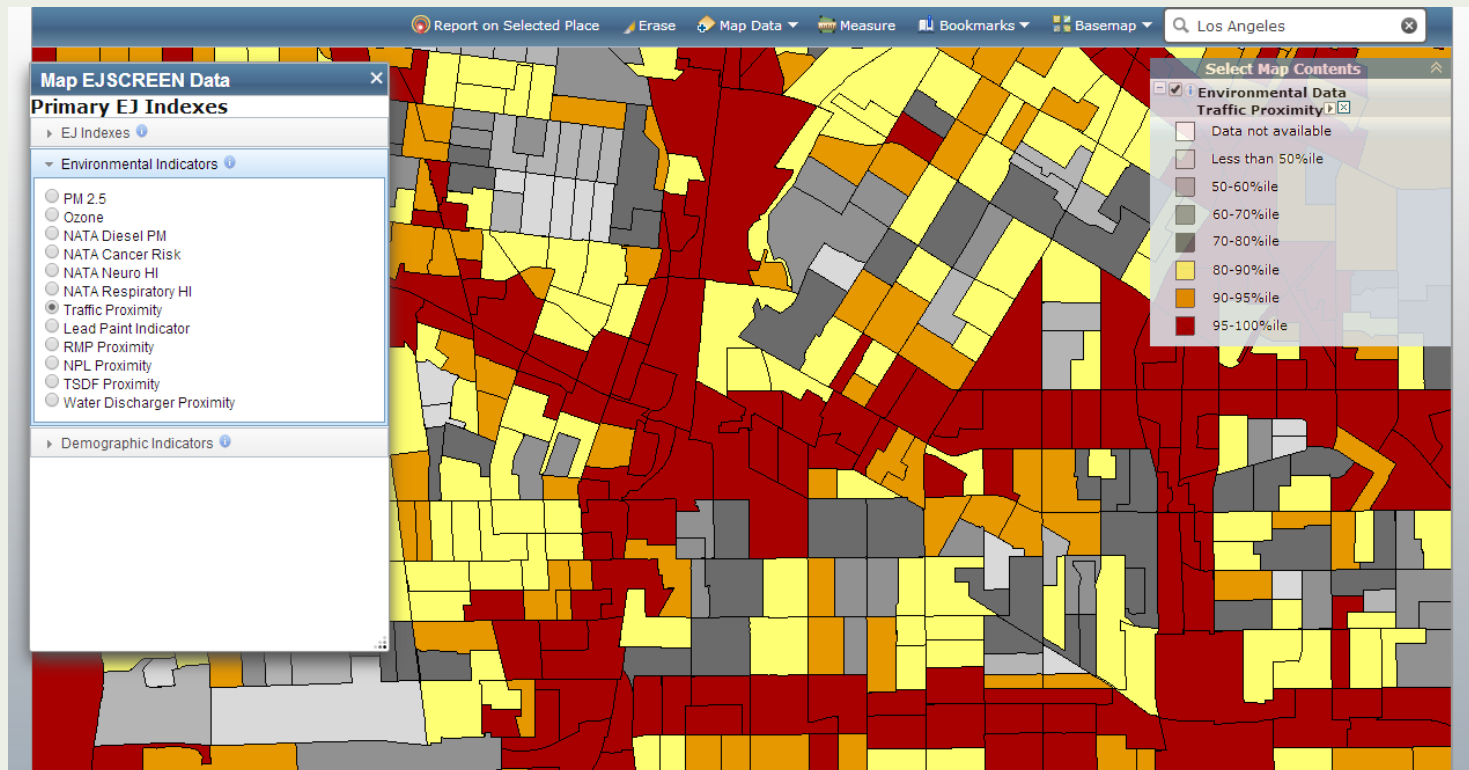 Report on Selected Place Erase Map Data Measure Bookmarks Basemap Los Angeles
Map EJSCREEN Data
Primary EJ Indexes
EJ Indexes
Environmental Indicators
PM 2.5
Ozone
NATA Diesel PM
NATA Cancer Risk
NATA Neuro HI
NATA Respiratory HI
Traffic Proximity
Lead Paint Indicator
RMP Proximity
NPL Proximity
TSDF Proximity
Water Discharger Proximity
Demographic Indicators
Select Map Contents
Environmental Data
Traffic Proximity
Data not available
Less than 50%ile
50-60%ile
60-70%ile
70-80%ile
80-90%ile
90-95%ile
95-100%ile